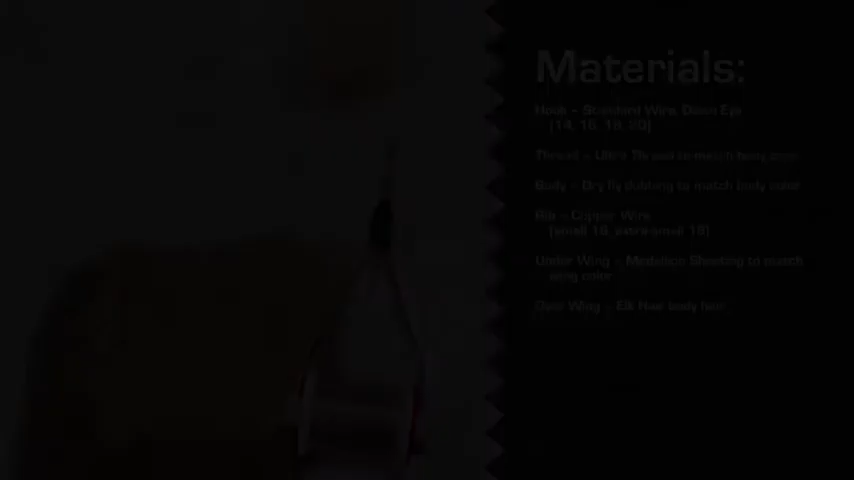 Materials:
Hook – Standard Wire, Down Eye
[14, 16, 18, 20]
Thread – Ultra Thread to match body color
Body – Dry fly dubbing to match body color
Rib – Copper Wire
[small 16, extra small 18]
Under Wing – Medallion Sheeting to match
wing color
Over Wing – Elk Hair body hair